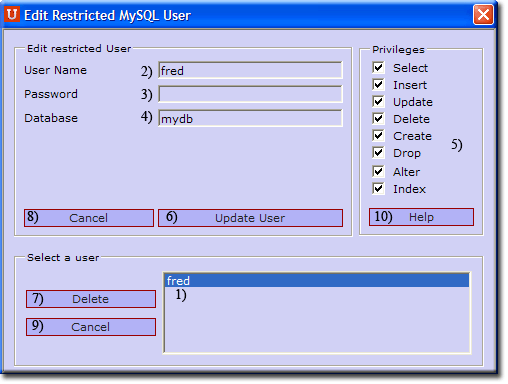 U Edit Restricted MySQL User
Edit restricted User
User Name 2) fred
Password 3)
Database 4) mydb
8) Cancel 6) Update User
Privileges
Select
Insert
Update
Delete
Create
5)
Drop
Alter
Index
10) Help
Select a user
7) Delete
9) Cancel
fred
1)